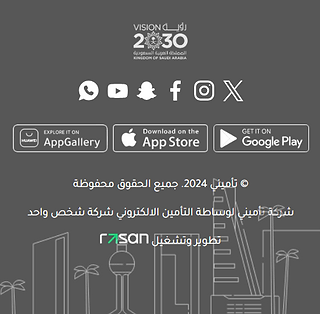 VISION رؤية
2030
المملكة العربية السعودية
KINGDOM OF SAUDI ARABIA
EXPLORE IT ON
AppGallery
HUAWEI
Download on the
App Store
GET IT ON
Google Play
© تأميني 2024. جميع الحقوق محفوظة
شركة تأميني لوساطة التأمين الالكتروني شركة شخص واحد
تطوير وتشغيل rasan